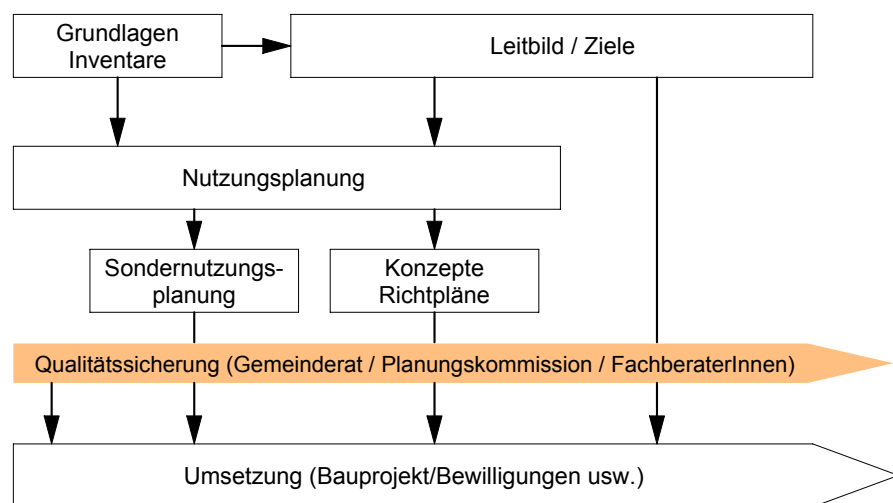 Grundlagen
Inventare
Leitbild / Ziele
Nutzungsplanung
Sondernutzungs-
planung
Konzepte
Richtpläne
Qualitätssicherung (Gemeinderat / Planungskommission / FachberaterInnen)
Umsetzung (Bauprojekt/Bewilligungen usw.)